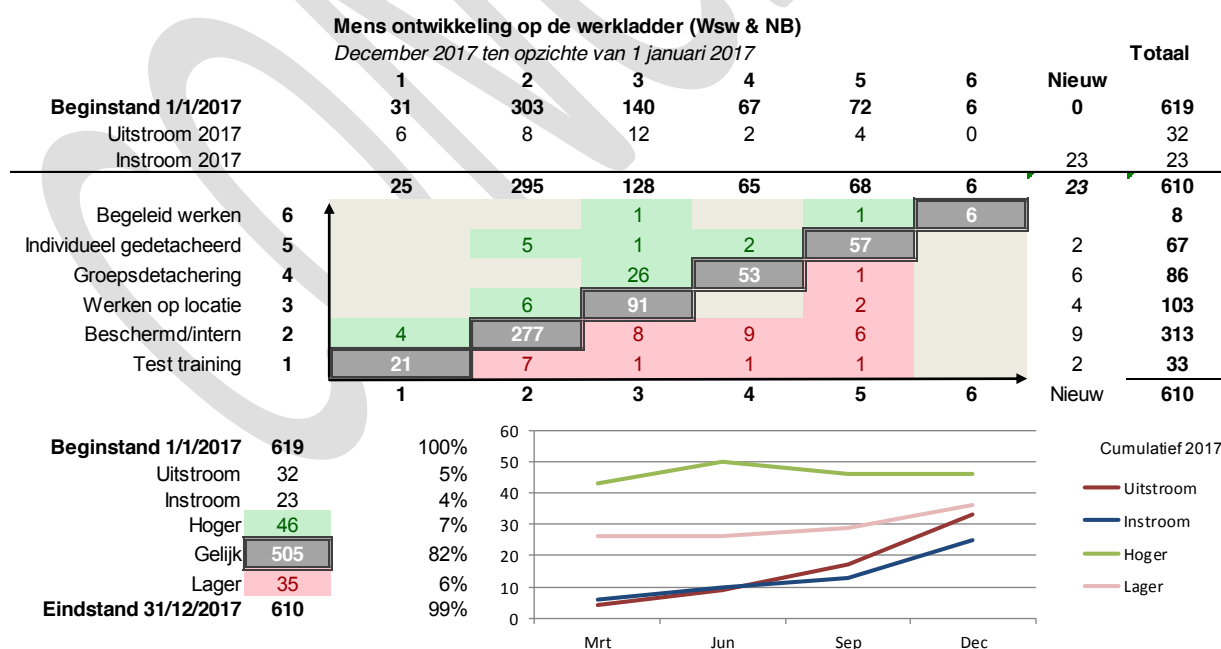 Mens ontwikkeling op de werkladder (Wsw & NB)
December 2017 ten opzichte van 1 januari 2017 Totaal
1 2 3 4 5 6 Nieuw
Beginstand 1/1/2017 31 303 140 67 72 6 0 619
Uitstroom 2017 6 8 12 2 4 0 32
Instroom 2017 23 23
25 295 128 65 68 6 23 610
Begeleid werken 6 1 1 6 8
Individueel gedetacheerd 5 5 1 2 57 2 67
Groepsdetachering 4 26 53 1 6 86
Werken op locatie 3 6 91 2 4 103
Beschermd/intern 2 4 277 8 9 6 9 313
Test training 1 21 7 1 1 1 2 33
1 2 3 4 5 6 Nieuw 610
Beginstand 1/1/2017 619 100%
Uitstroom 32 5%
Instroom 23 4%
Hoger 46 7%
Gelijk 505 82%
Lager 35 6%
Eindstand 31/12/2017 610 99%
60
50
40
30
20
10
0
Mrt Jun Sep Dec
Cumulatief 2017
Uitstroom
Instroom
Hoger
Lager